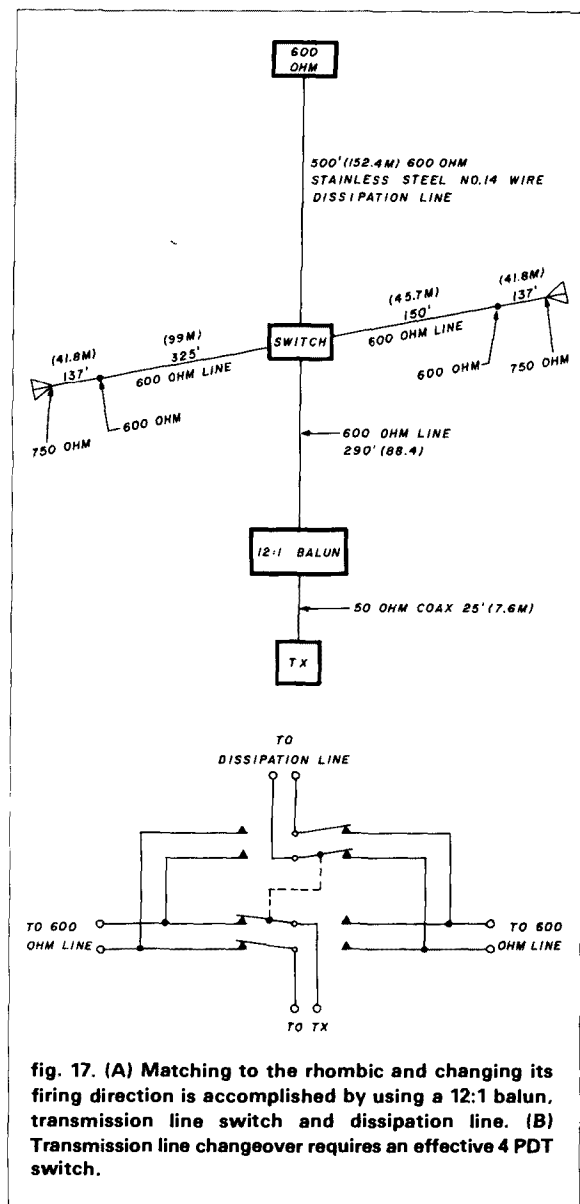 600
OHM
500' (152.4M) 600 OHM
STAINLESS STEEL NO.14 WIRE
DISSIPATION LINE
(41.8M)
137'
(45.7M)
150'
600 OHM LINE
SWITCH
(99M)
325'
600 OHM LINE
(41.8M)
137'
600 OHM
750 OHM
750 OHM
600 OHM
600 OHM LINE
290' (88.4)
12:1 BALUN
50 OHM COAX 25' (7.6M)
TX
TO
DISSIPATION LINE
TO 600
OHM LINE
TO 600
OHM LINE
TO TX
fig. 17. (A) Matching to the rhombic and changing its
firing direction is accomplished by using a 12:1 balun,
transmission line switch and dissipation line. (B)
Transmission line changeover requires an effective 4 PDT
switch.